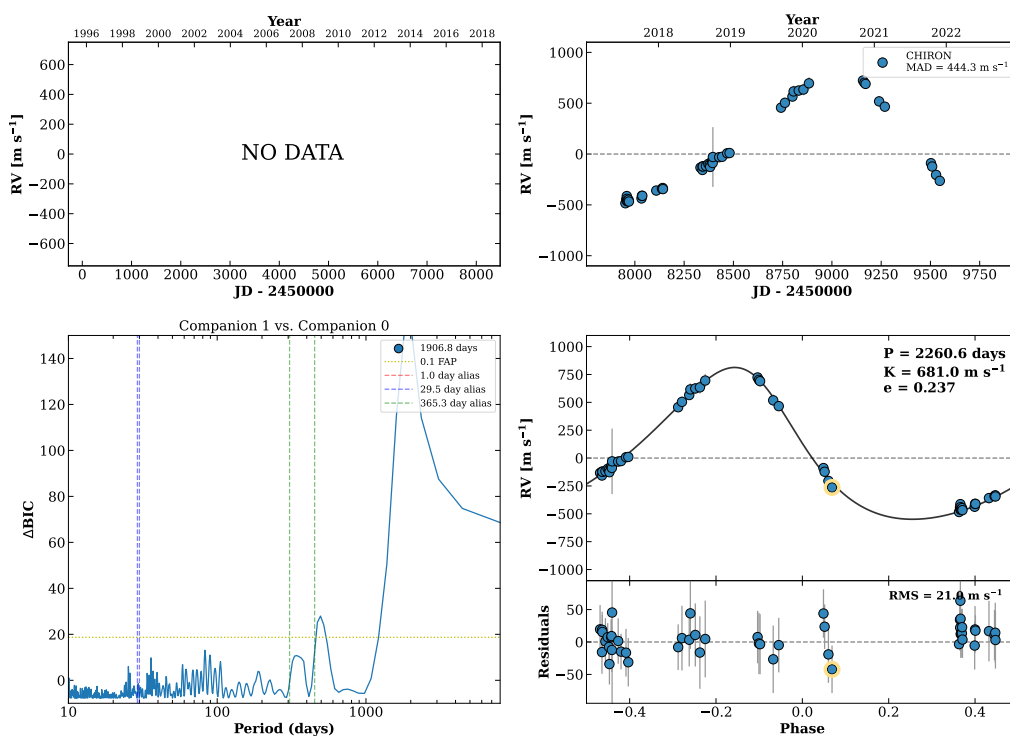 Year
1996 1998 2000 2002 2004 2006 2008 2010 2012 2014 2016 2018
600
400
200
0
−200
−400
−600
RV [m s⁻¹]
NO DATA
0 1000 2000 3000 4000 5000 6000 7000 8000
JD - 2450000
Year
2018 2019 2020 2021 2022
1000
500
0
−500
−1000
RV [m s⁻¹]
CHIRON
MAD = 444.3 m s⁻¹
8000 8250 8500 8750 9000 9250 9500 9750
JD - 2450000
Companion 1 vs. Companion 0
140
120
100
80
60
40
20
0
ΔBIC
1906.8 days
0.1 FAP
1.0 day alias
29.5 day alias
365.3 day alias
10 100 1000
Period (days)
1000
750
500
250
0
−250
−500
−750
−1000
RV [m s⁻¹]
P = 2260.6 days
K = 681.0 m s⁻¹
e = 0.237
50
0
−50
Residuals
RMS = 21.0 m s⁻¹
−0.4 −0.2 0.0 0.2 0.4
Phase